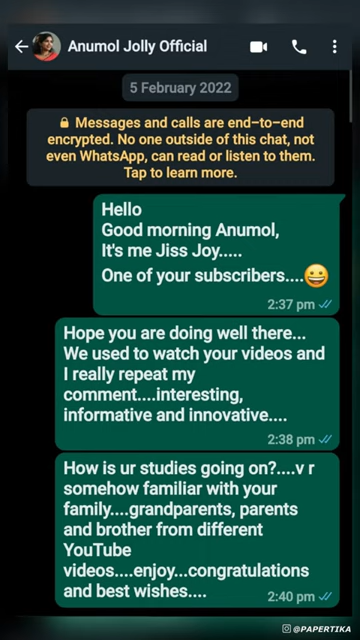 Anumol Jolly Official
5 February 2022
Messages and calls are end-to-end
encrypted. No one outside of this chat, not
even WhatsApp, can read or listen to them.
Tap to learn more.
Hello
Good morning Anumol,
It's me Jiss Joy.....
One of your subscribers....😀
2:37 pm
Hope you are doing well there...
We used to watch your videos and
I really repeat my
comment....interesting,
informative and innovative....
2:38 pm
How is ur studies going on?....v r
somehow familiar with your
family....grandparents, parents
and brother from different
YouTube
videos....enjoy...congratulations
and best wishes....
2:40 pm
@PAPERTIKA